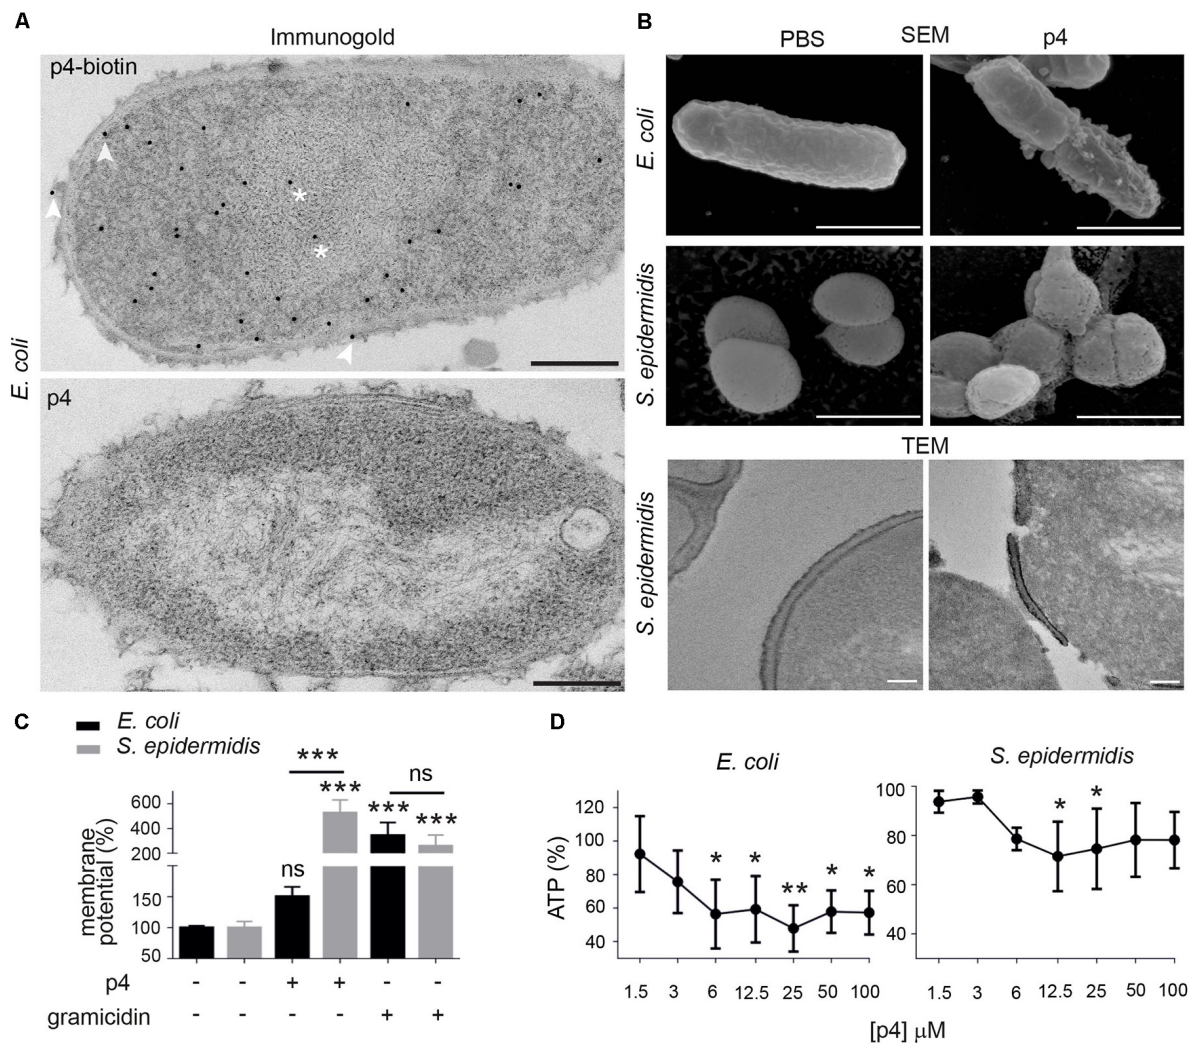 A
Immunogold
p4-biotin
*
*
E. coli
p4
B
PBS SEM p4
E. coli
S. epidermidis
TEM
S. epidermidis
C
E. coli
S. epidermidis
membrane
potential (%)
600
400
200
150
100
50
ns
***
***
***
ns
***
p4 - - + + - -
gramicidin - - - - + +
D
E. coli
ATP (%)
120
100
80
60
40
* * ** * *
1.5 3 6 12.5 25 50 100
S. epidermidis
100
80
60
40
* *
1.5 3 6 12.5 25 50 100
[p4] μM